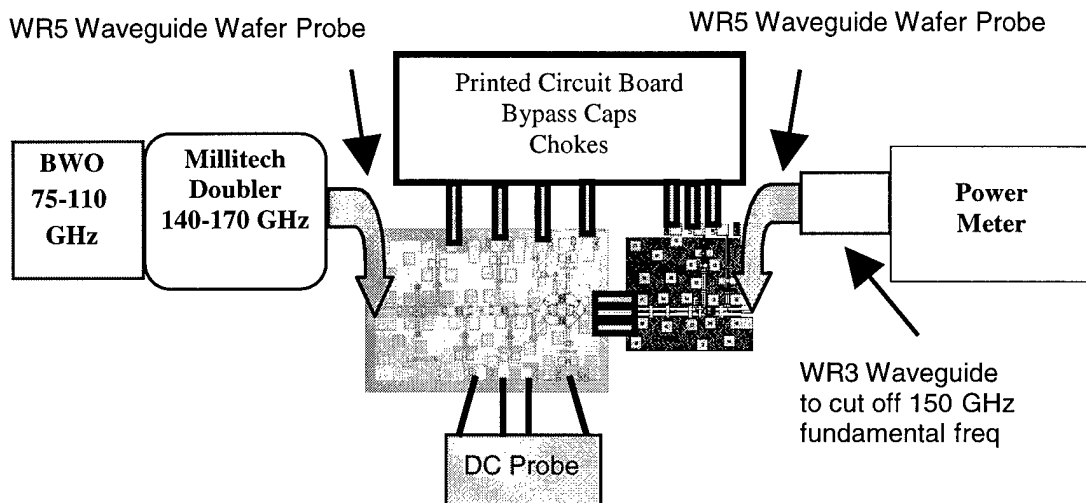 WR5 Waveguide Wafer Probe
WR5 Waveguide Wafer Probe
Printed Circuit Board
Bypass Caps
Chokes
BWO
75-110
GHz
Millitech
Doubler
140-170 GHz
Power
Meter
WR3 Waveguide
to cut off 150 GHz
fundamental freq
DC Probe